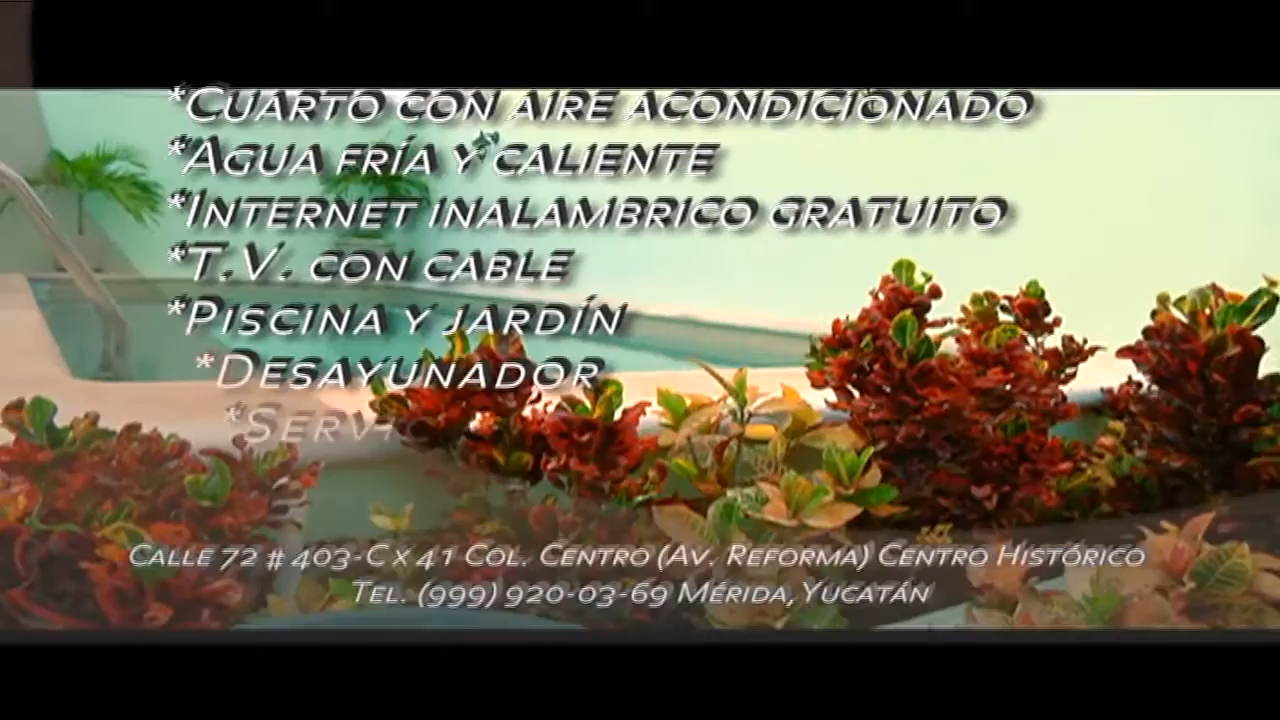 *Cuarto con aire acondicionado
*Agua fría y caliente
*Internet inalambrico gratuito
*T.V. con cable
*Piscina y jardín
*Desayunador
Calle 72 # 403-C x 41 Col. Centro (Av. Reforma) Centro Histórico
Tel. (999) 920-03-69 Mérida, Yucatán